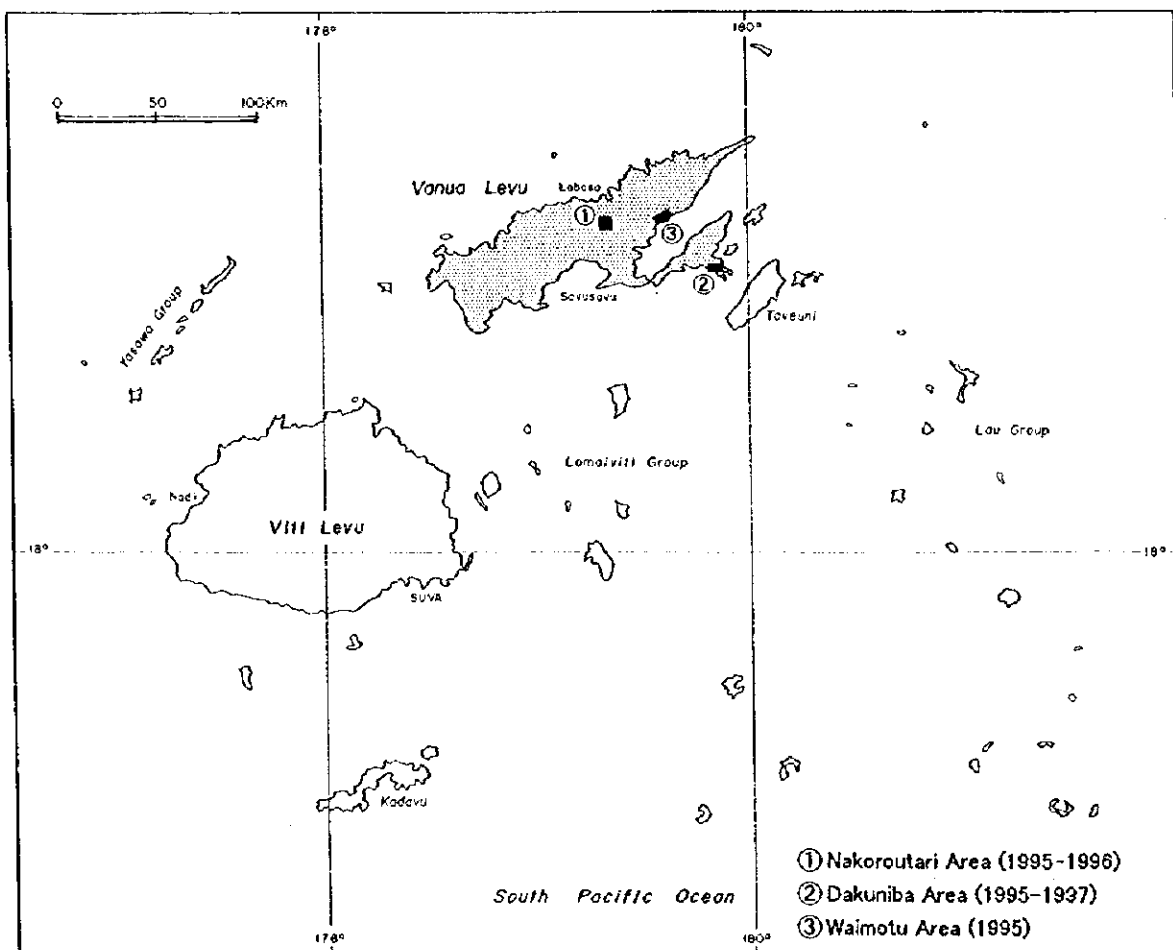 178° 180°
0 50 100Km
Vanua Levu
Labasa
①
③
②
Savusavu
Taveuni
Yasawa Group
Lau Group
Lomaiviti Group
Nadi
Viti Levu
18° 18°
SUVA
Kadavu
①Nakoroutari Area (1995-1996)
②Dakuniba Area (1995-1997)
③Waimotu Area (1995)
South Pacific Ocean
178° 180°